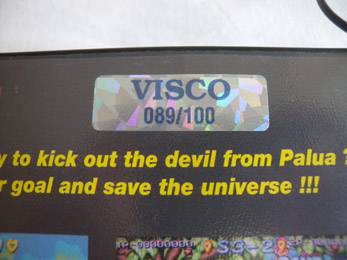 VISCO
089/100
y to kick out the devil from Palua ?
r goal and save the universe !!!